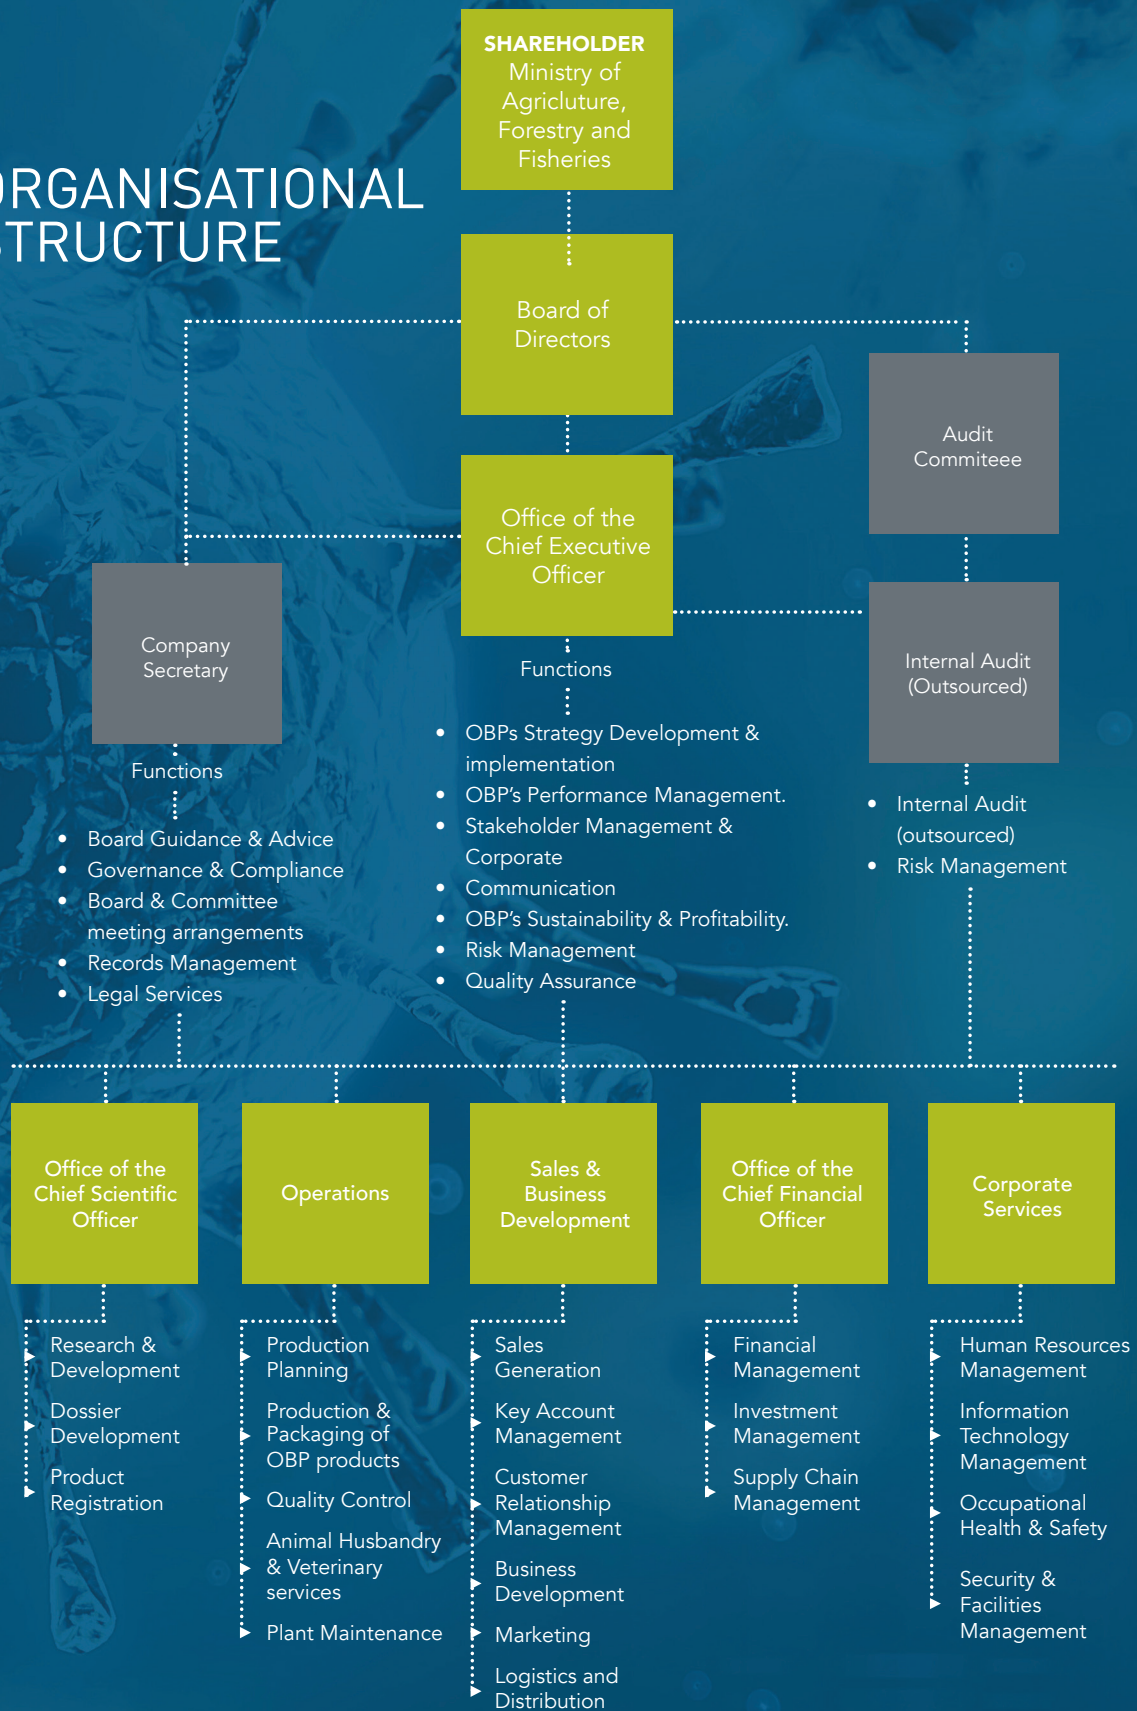 SHAREHOLDER
Ministry of
Agricluture,
Forestry and
Fisheries
ORGANISATIONAL
STRUCTURE
Board of
Directors
Audit
Commiteee
Office of the
Chief Executive
Officer
Company
Secretary
Internal Audit
(Outsourced)
Functions
• OBPs Strategy Development &
implementation
• OBP's Performance Management.
• Stakeholder Management &
Corporate
• Communication
• OBP's Sustainability & Profitability.
• Risk Management
• Quality Assurance
Functions
• Board Guidance & Advice
• Governance & Compliance
• Board & Committee
meeting arrangements
• Records Management
• Legal Services
• Internal Audit
(outsourced)
• Risk Management
Office of the
Chief Scientific
Officer
Operations
Sales &
Business
Development
Office of the
Chief Financial
Officer
Corporate
Services
Research &
Development
Dossier
Development
Product
Registration
Production
Planning
Production &
Packaging of
OBP products
Quality Control
Animal Husbandry
& Veterinary
services
Plant Maintenance
Sales
Generation
Key Account
Management
Customer
Relationship
Management
Business
Development
Marketing
Logistics and
Distribution
Financial
Management
Investment
Management
Supply Chain
Management
Human Resources
Management
Information
Technology
Management
Occupational
Health & Safety
Security &
Facilities
Management